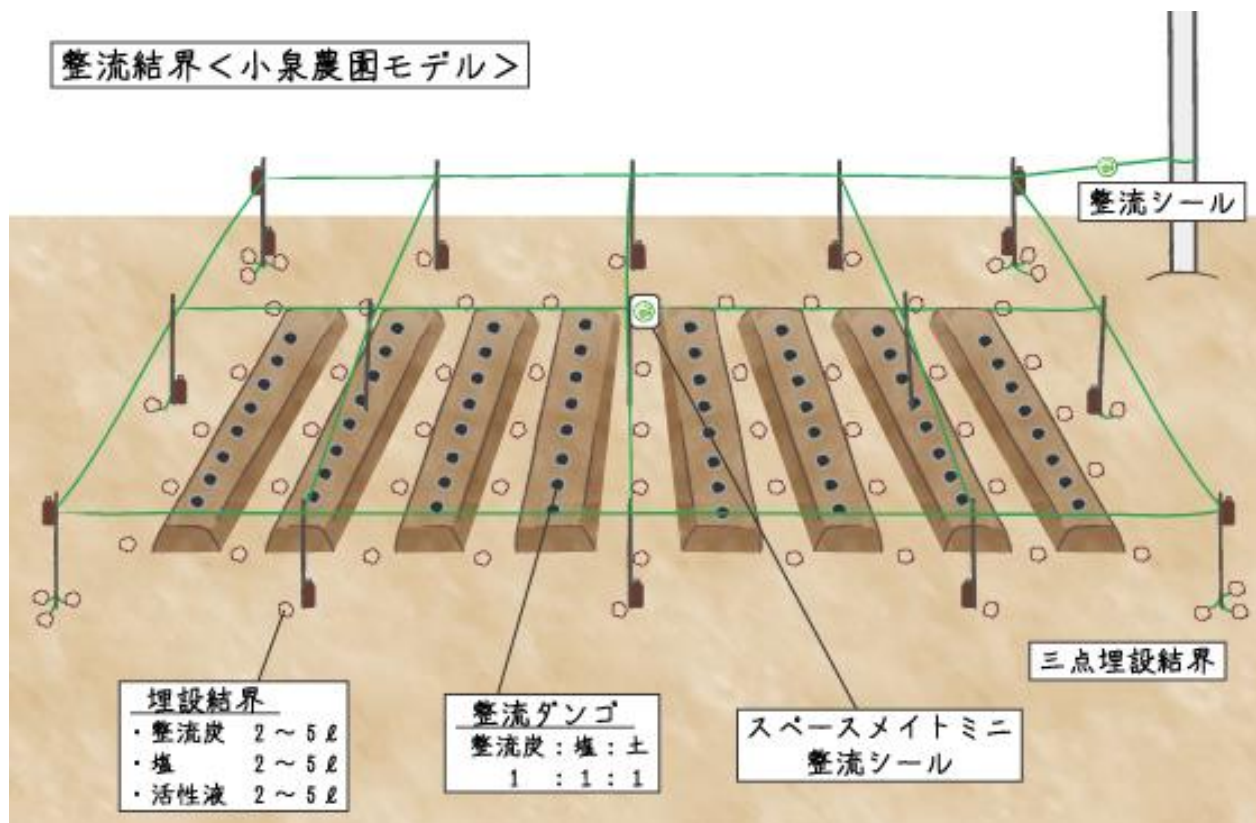 整流結界<小泉農園モデル>
整流シール
三点埋設結界
埋設結界
・整流炭 2～5ℓ
・塩 2～5ℓ
・活性液 2～5ℓ
整流ダンゴ
整流炭：塩：土
1 ：1：1
スペースメイトミニ
整流シール